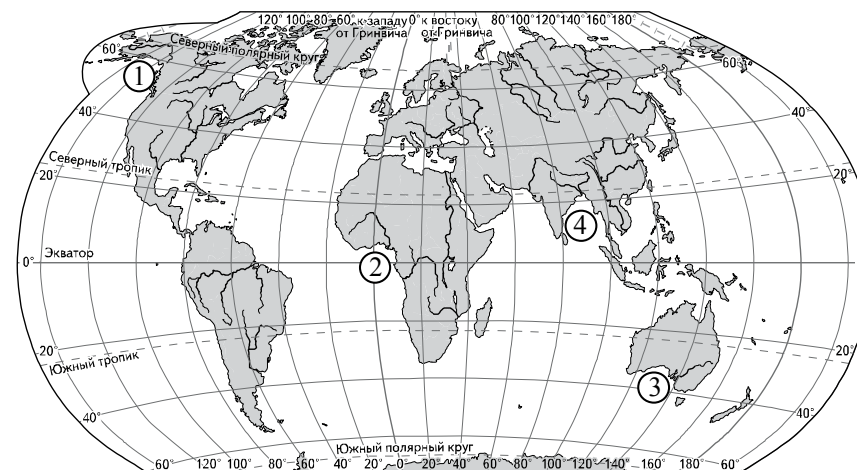 120° 100° 80° 60° к западу 0° к востоку 80° 100° 120° 140° 160° 180°
от Гринвича от Гринвича
60° Северный полярный круг 60°
1
40° 40°
Северный тропик
20° 20°
4
Экватор
0° 2 0°
20° 20°
Южный тропик
3
40° 40°
Южный полярный круг
60° 120° 100° 80° 60° 40° 20° 0° 20° 40° 60° 80° 100° 120° 140° 160° 180° 60°